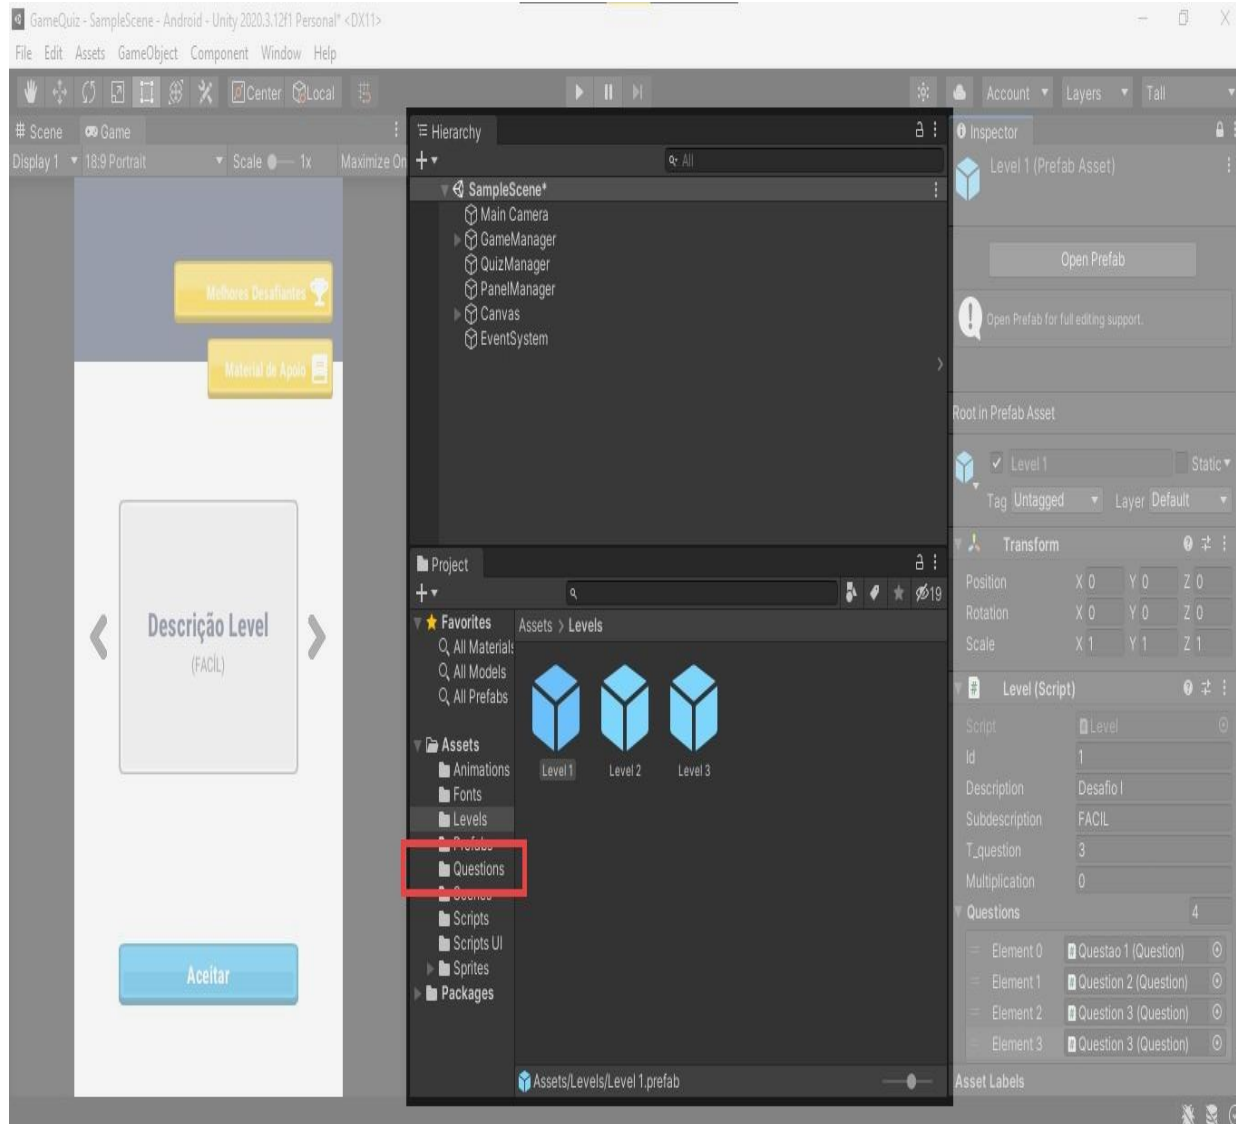 GameQuiz - SampleScene - Android - Unity 2020.3.12f1 Personal* <DX11>
File Edit Assets GameObject Component Window Help
Center Local
Account Layers Tall
Scene Game
Display 1 18:9 Portrait Scale 1x Maximize On
Melhores Desafiantes
Material de Apoio
Descrição Level
(FACÍL)
Aceitar
Hierarchy
All
SampleScene*
Main Camera
GameManager
QuizManager
PanelManager
Canvas
EventSystem
Project
19
Favorites
All Materials
All Models
All Prefabs
Assets
Animations
Fonts
Levels
Prefabs
Questions
Scenes
Scripts
Scripts UI
Sprites
Packages
Assets > Levels
Level 1 Level 2 Level 3
Assets/Levels/Level 1.prefab
Inspector
Level 1 (Prefab Asset)
Open Prefab
Open Prefab for full editing support.
Root in Prefab Asset
Level 1 Static
Tag Untagged Layer Default
Transform
Position X 0 Y 0 Z 0
Rotation X 0 Y 0 Z 0
Scale X 1 Y 1 Z 1
Level (Script)
Script Level
Id 1
Description Desafio I
Subdescription FACIL
T_question 3
Multiplication 0
Questions 4
Element 0 Questao 1 (Question)
Element 1 Question 2 (Question)
Element 2 Question 3 (Question)
Element 3 Question 3 (Question)
Asset Labels